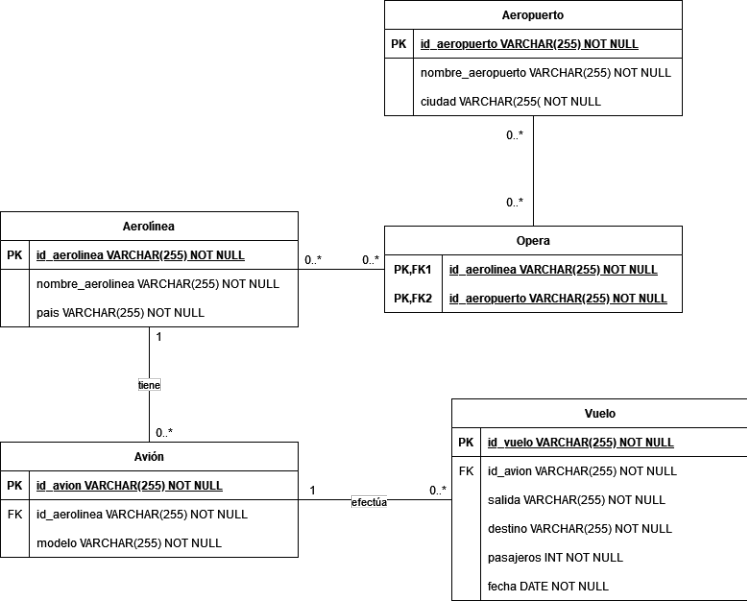 Aeropuerto
PK id_aeropuerto VARCHAR(255) NOT NULL
nombre_aeropuerto VARCHAR(255) NOT NULL
ciudad VARCHAR(255( NOT NULL
0..*
0..*
Aerolínea
PK id_aerolinea VARCHAR(255) NOT NULL
nombre_aerolinea VARCHAR(255) NOT NULL
pais VARCHAR(255) NOT NULL
0..* 0..*
Opera
PK,FK1 id_aerolinea VARCHAR(255) NOT NULL
PK,FK2 id_aeropuerto VARCHAR(255) NOT NULL
1
tiene
0..*
Avión
PK id_avion VARCHAR(255) NOT NULL
FK id_aerolinea VARCHAR(255) NOT NULL
modelo VARCHAR(255) NOT NULL
1 efectúa 0..*
Vuelo
PK id_vuelo VARCHAR(255) NOT NULL
FK id_avion VARCHAR(255) NOT NULL
salida VARCHAR(255) NOT NULL
destino VARCHAR(255) NOT NULL
pasajeros INT NOT NULL
fecha DATE NOT NULL